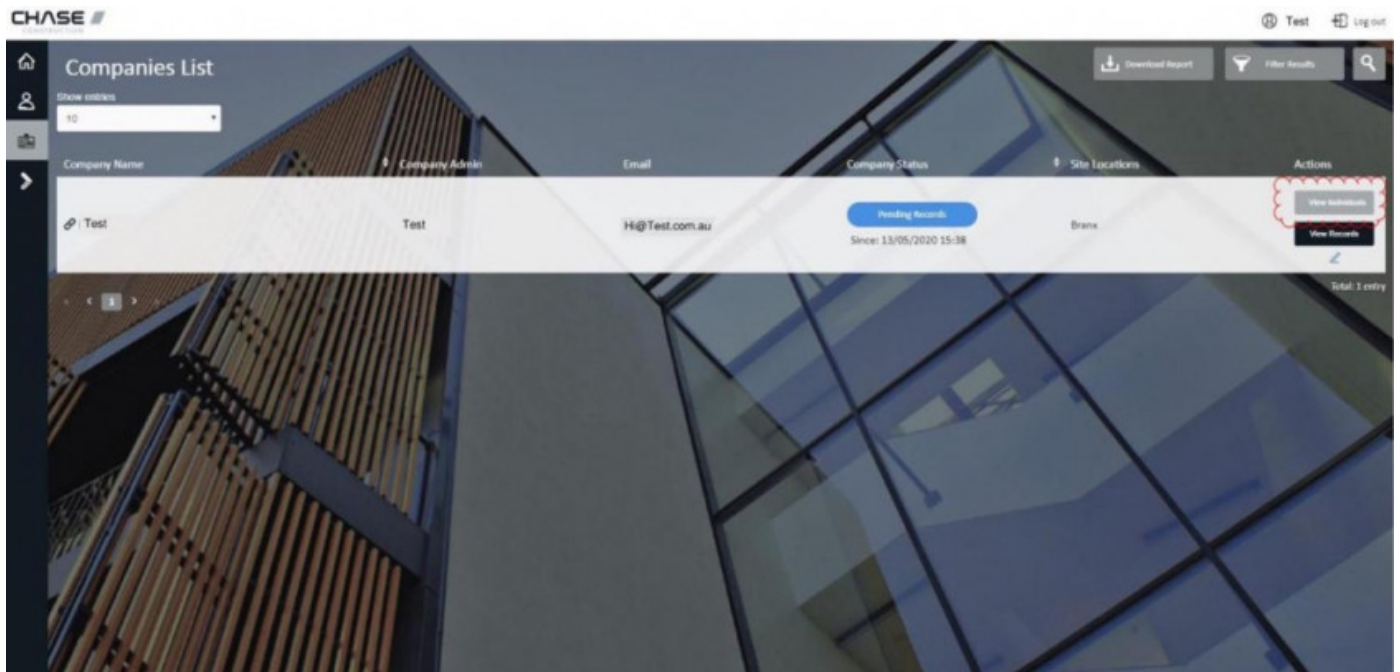 CHASE
CONSTRUCTION
Test
Log out
Companies List
Download Report
Filter Results
Show entries
10
Company Name
Company Admin
Email
Company Status
Site Locations
Actions
Test
Test
Hi@Test.com.au
Pending Records
Since: 13/05/2020 15:38
Branx
View Individuals
View Records
1
Total: 1 entry